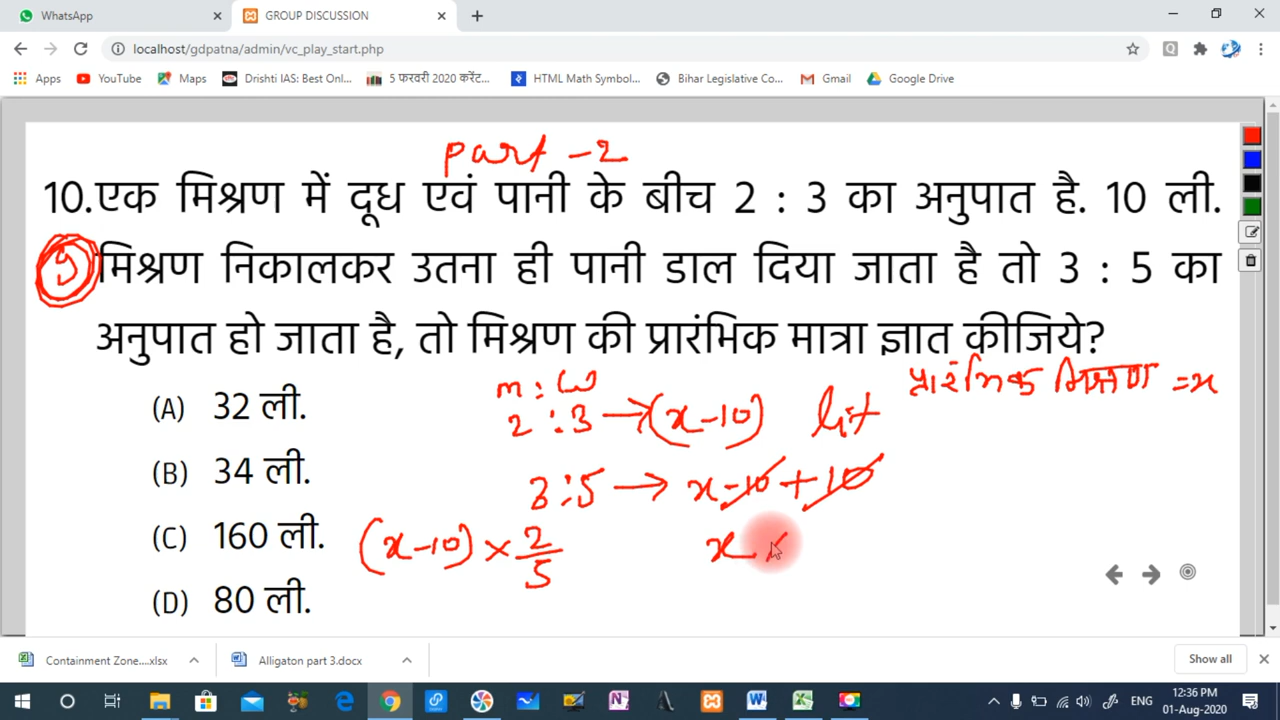 WhatsApp
GROUP DISCUSSION
localhost/gdpatna/admin/vc_play_start.php
Apps YouTube Maps Drishti IAS: Best Onl... 5 फरवरी 2020 करेंट... HTML Math Symbol... Bihar Legislative Co... Gmail Google Drive
part -2
10.एक मिश्रण में दूध एवं पानी के बीच 2 : 3 का अनुपात है. 10 ली.
मिश्रण निकालकर उतना ही पानी डाल दिया जाता है तो 3 : 5 का
अनुपात हो जाता है, तो मिश्रण की प्रारंभिक मात्रा ज्ञात कीजिये?
प्रारंभिक मिश्रण = x
m : w
(A) 32 ली.
2 : 3 → (x-10) lit
(B) 34 ली.
3 : 5 → x-10+10
(C) 160 ली.
(x-10) × 2/5
x
(D) 80 ली.
Containment Zone....xlsx
Alligaton part 3.docx
Show all
ENG
12:36 PM
01-Aug-2020